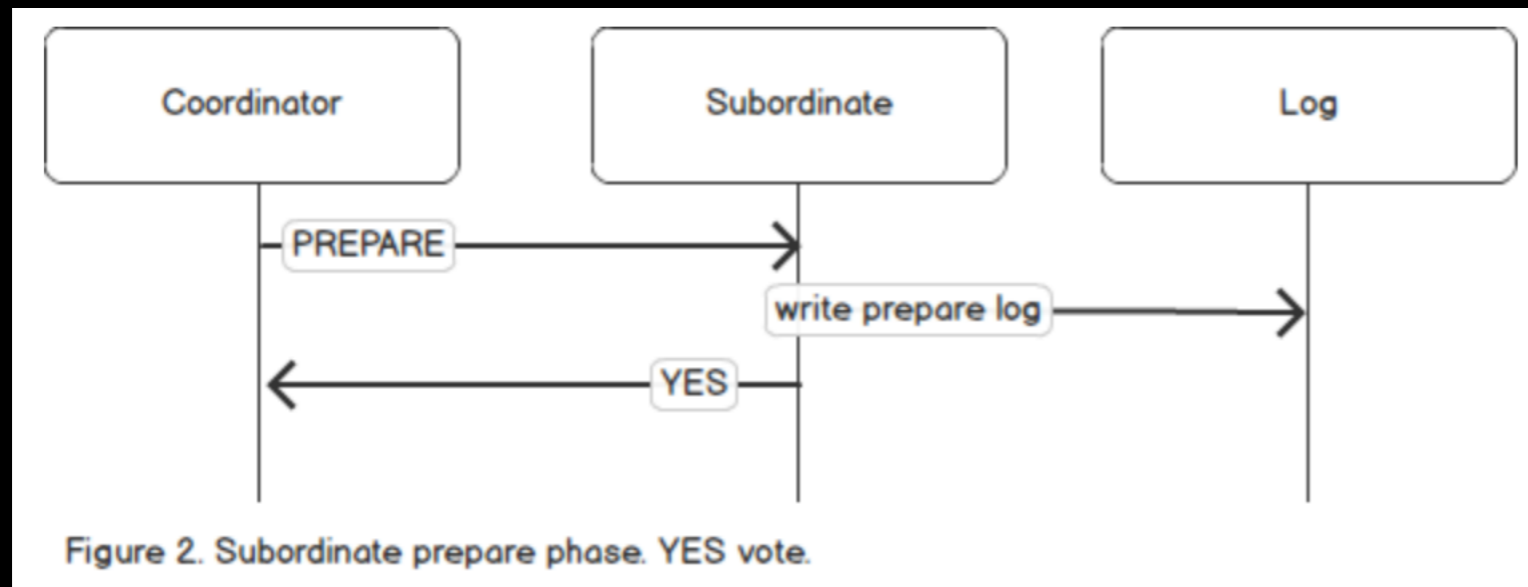 Coordinator
Subordinate
Log
PREPARE
write prepare log
YES
Figure 2. Subordinate prepare phase. YES vote.